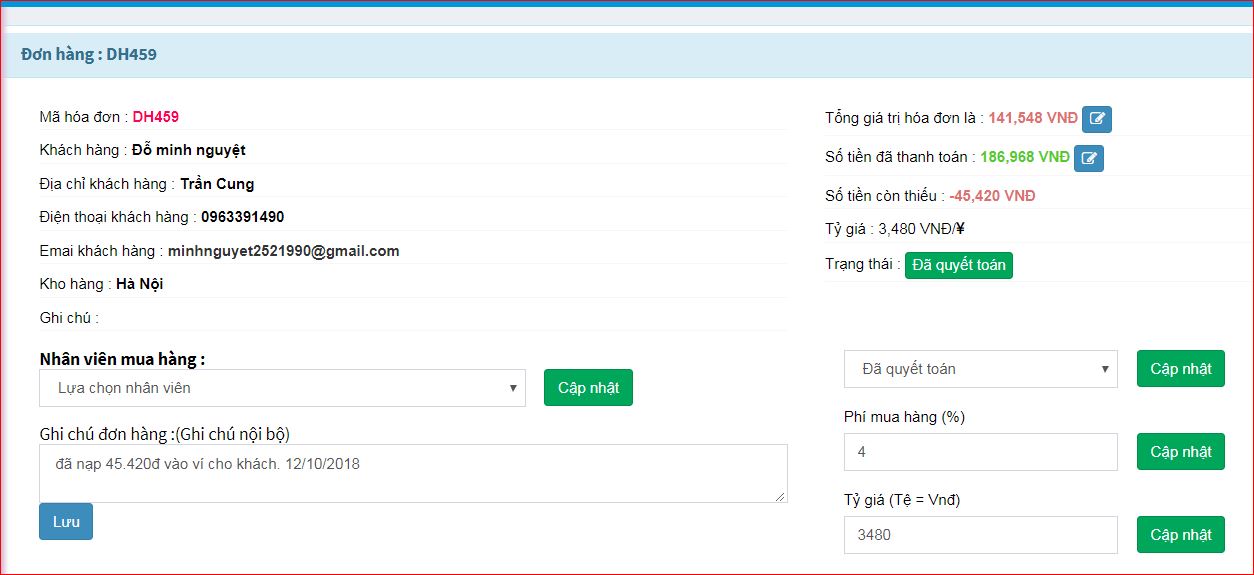 Đơn hàng : DH459
Mã hóa đơn : DH459
Khách hàng : Đỗ minh nguyệt
Địa chỉ khách hàng : Trần Cung
Điện thoại khách hàng : 0963391490
Emai khách hàng : minhnguyet2521990@gmail.com
Kho hàng : Hà Nội
Ghi chú :
Nhân viên mua hàng :
Lựa chọn nhân viên
Cập nhật
Ghi chú đơn hàng :(Ghi chú nội bộ)
đã nạp 45.420đ vào ví cho khách. 12/10/2018
Lưu
Tổng giá trị hóa đơn là : 141,548 VNĐ
Số tiền đã thanh toán : 186,968 VNĐ
Số tiền còn thiếu : -45,420 VNĐ
Tỷ giá : 3,480 VNĐ/¥
Trạng thái : Đã quyết toán
Đã quyết toán
Cập nhật
Phí mua hàng (%)
4
Cập nhật
Tỷ giá (Tệ = Vnđ)
3480
Cập nhật